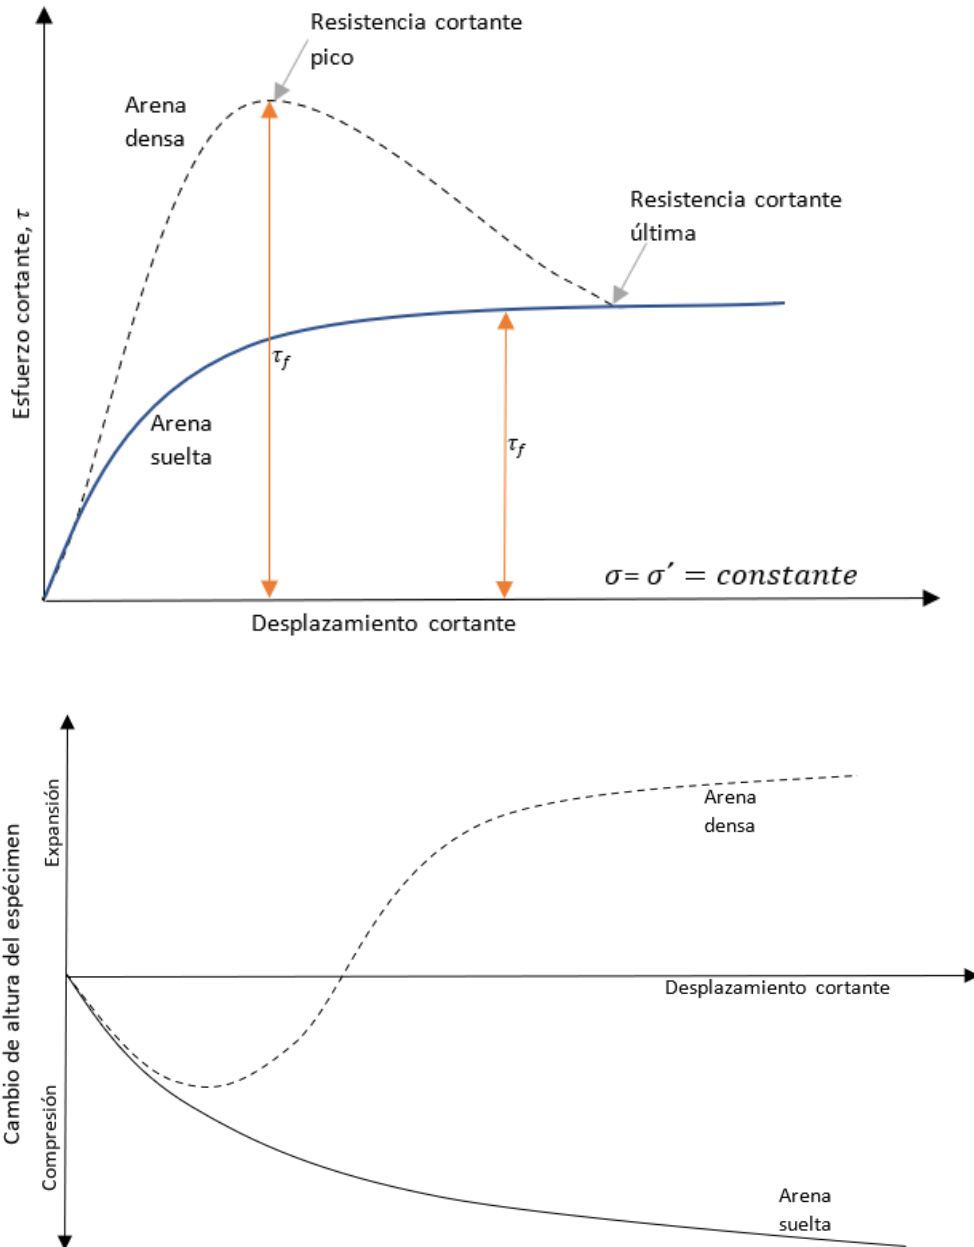 Resistencia cortante
pico
Arena
densa
Resistencia cortante
última
Esfuerzo cortante, τ
τf
Arena
suelta
τf
σ= σ′ = constante
Desplazamiento cortante
Expansión
Arena
densa
Cambio de altura del espécimen
Desplazamiento cortante
Compresión
Arena
suelta